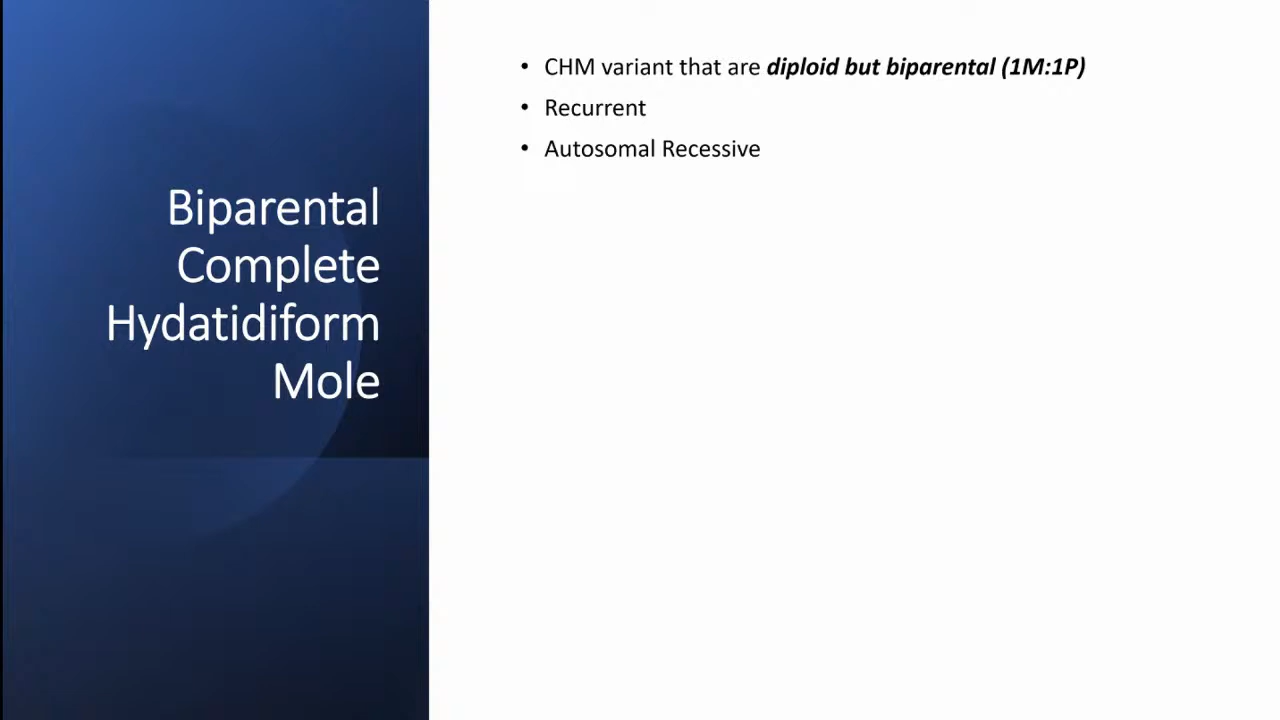 Biparental
Complete
Hydatidiform
Mole
• CHM variant that are diploid but biparental (1M:1P)
• Recurrent
• Autosomal Recessive